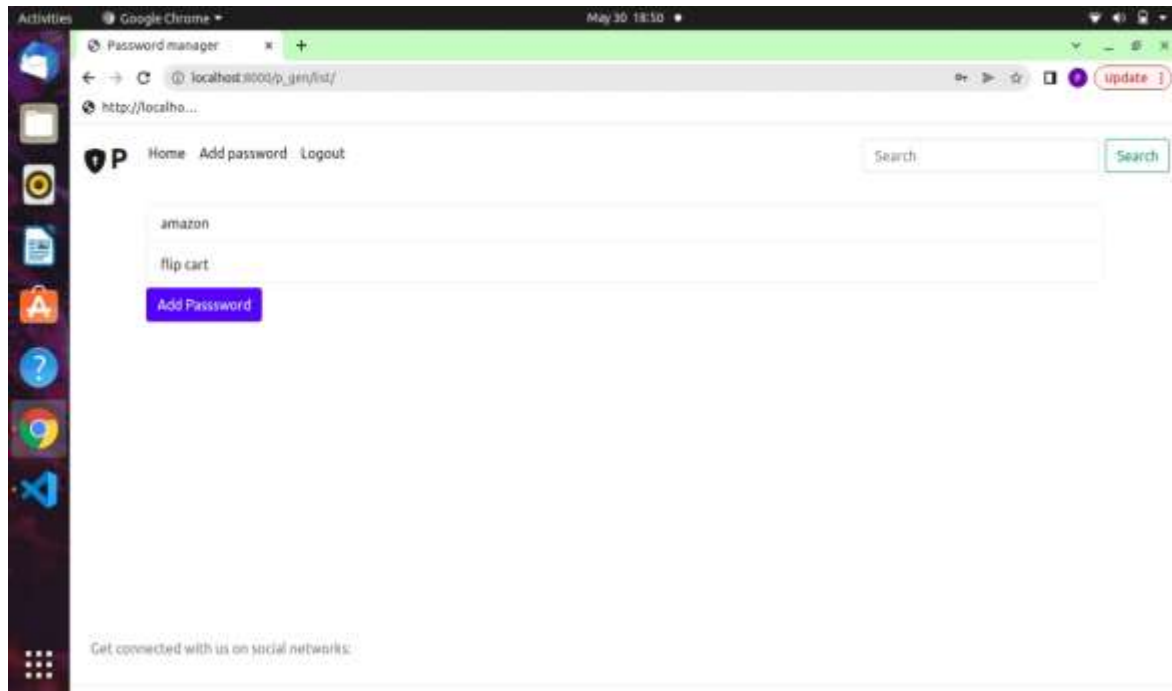 Activities Google Chrome May 30 18:50
Password manager
localhost:8000/p_gen/list/ Update
http://localho...
P Home Add password Logout Search Search
amazon
flip cart
Add Passsword
Get connected with us on social networks: